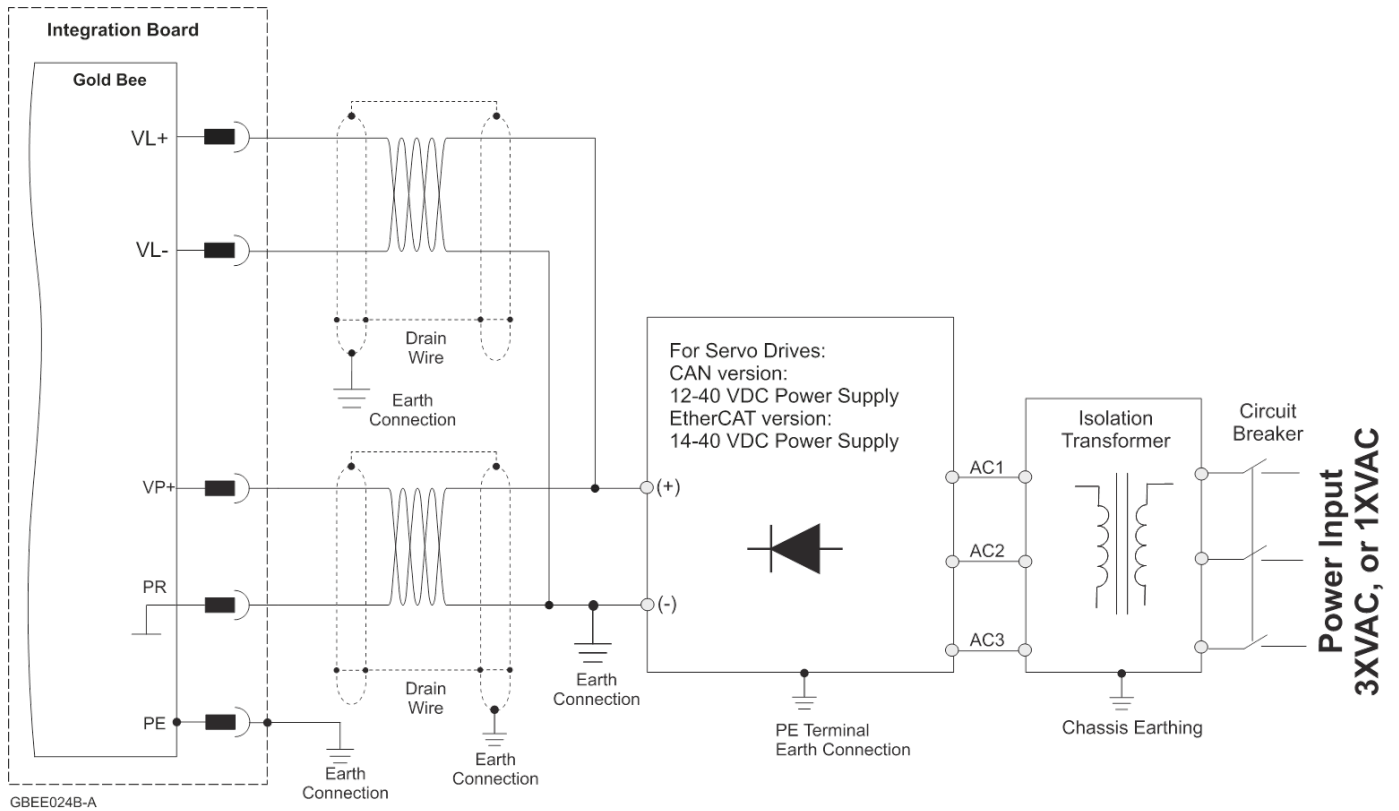 Integration Board
Gold Bee
VL+
VL-
Drain
Wire
Earth
Connection
VP+
PR
PE
Drain
Wire
Earth
Connection
Earth
Connection
Earth
Connection
For Servo Drives:
CAN version:
12-40 VDC Power Supply
EtherCAT version:
14-40 VDC Power Supply
(+)
(-)
PE Terminal
Earth Connection
AC1
AC2
AC3
Isolation
Transformer
Chassis Earthing
Circuit
Breaker
Power Input
3XVAC, or 1XVAC
GBEE024B-A